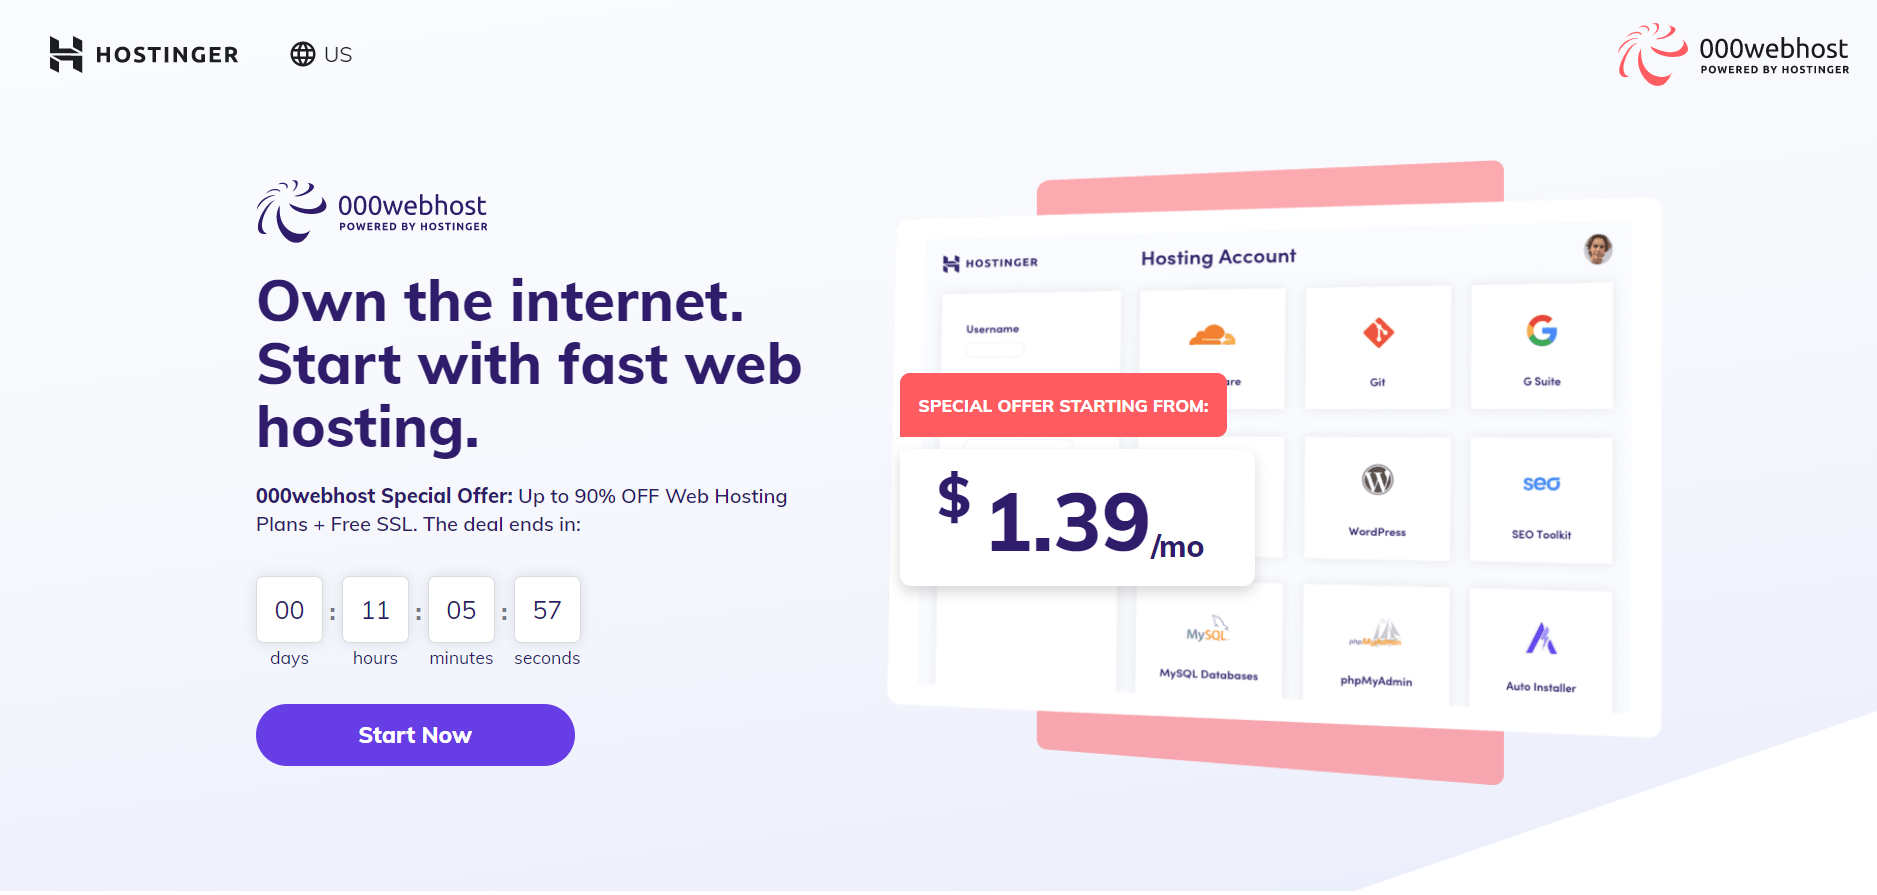 HOSTINGER
US
000webhost
POWERED BY HOSTINGER
000webhost
POWERED BY HOSTINGER
Own the internet.
Start with fast web
hosting.
000webhost Special Offer: Up to 90% OFF Web Hosting
Plans + Free SSL. The deal ends in:
00 : 11 : 05 : 57
days hours minutes seconds
Start Now
HOSTINGER
Hosting Account
Username
are
Git
G Suite
SPECIAL OFFER STARTING FROM:
$ 1.39/mo
WordPress
seo
SEO Toolkit
MySQL
MySQL Databases
phpMyAdmin
phpMyAdmin
Auto Installer